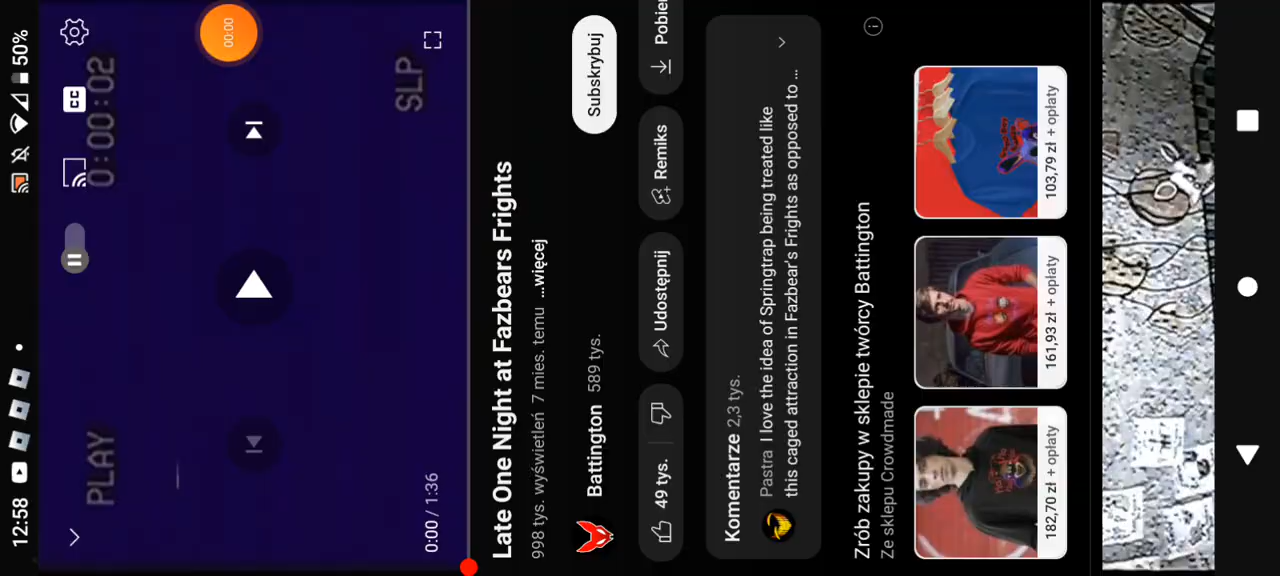 12:58
50%
PLAY
0:00:02
SLP
CC
00:00
0:00 / 1:36
Late One Night at Fazbears Frights
998 tys. wyświetleń 7 mies. temu ...więcej
Battington 589 tys.
Subskrybuj
49 tys.
Udostępnij
Remiks
Pobier
Komentarze 2,3 tys.
Pastra I love the idea of Springtrap being treated like
this caged attraction in Fazbear's Frights as opposed to ...
Zrób zakupy w sklepie twórcy Battington
Ze sklepu Crowdmade
182,70 zł + opłaty
161,93 zł + opłaty
103,79 zł + opłaty